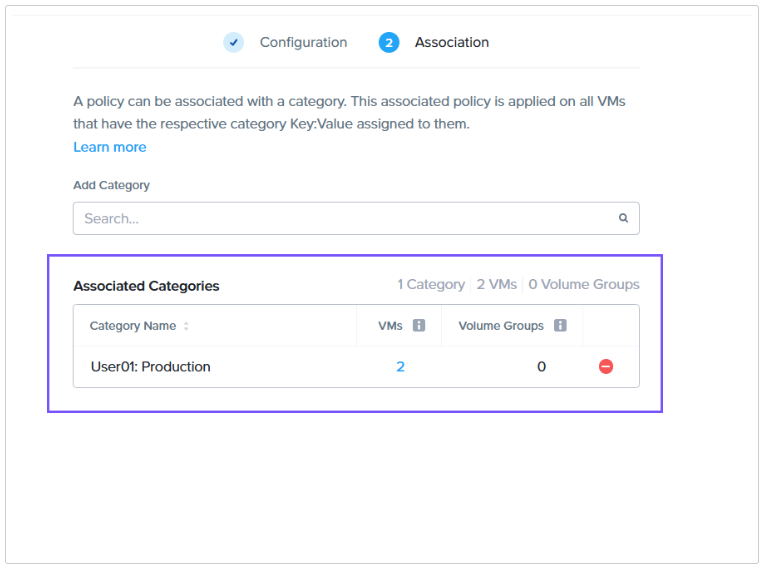 Configuration 2 Association
A policy can be associated with a category. This associated policy is applied on all VMs
that have the respective category Key:Value assigned to them.
Learn more
Add Category
Search...
Associated Categories 1 Category 2 VMs 0 Volume Groups
Category Name VMs i Volume Groups i
User01: Production 2 0